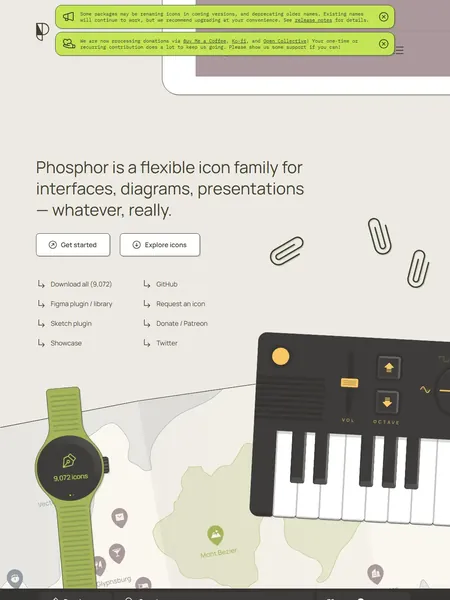 Some packages may be renaming icons in coming versions, and deprecating older names. Existing names
will continue to work, but we recommend upgrading at your convenience. See release notes for details.
We are now processing donations via Buy Me a Coffee, Ko-fi, and Open Collective! Your one-time or
recurring contribution does a lot to keep us going. Please show us some support if you can!
Phosphor is a flexible icon family for
interfaces, diagrams, presentations
— whatever, really.
Get started
Explore icons
Download all (9,072)
GitHub
Figma plugin / library
Request an icon
Sketch plugin
Donate / Patreon
Showcase
Twitter
VOL
OCTAVE
9,072 icons
Mount Bezier
Glyphsburg